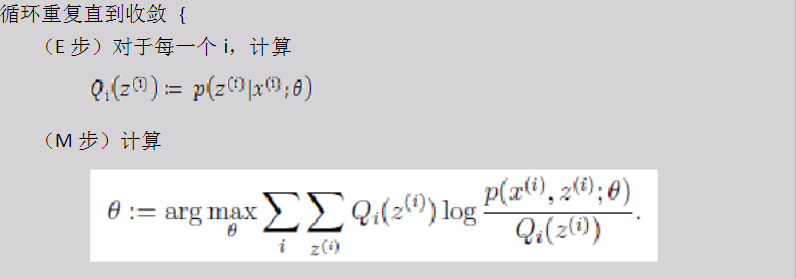 循环重复直到收敛 {
（E 步）对于每一个 i，计算
Q_i(z^(i)) := p(z^(i)|x^(i);θ)
（M 步）计算
θ := arg max_θ ∑_i ∑_z^(i) Q_i(z^(i)) log p(x^(i), z^(i); θ) / Q_i(z^(i)) .